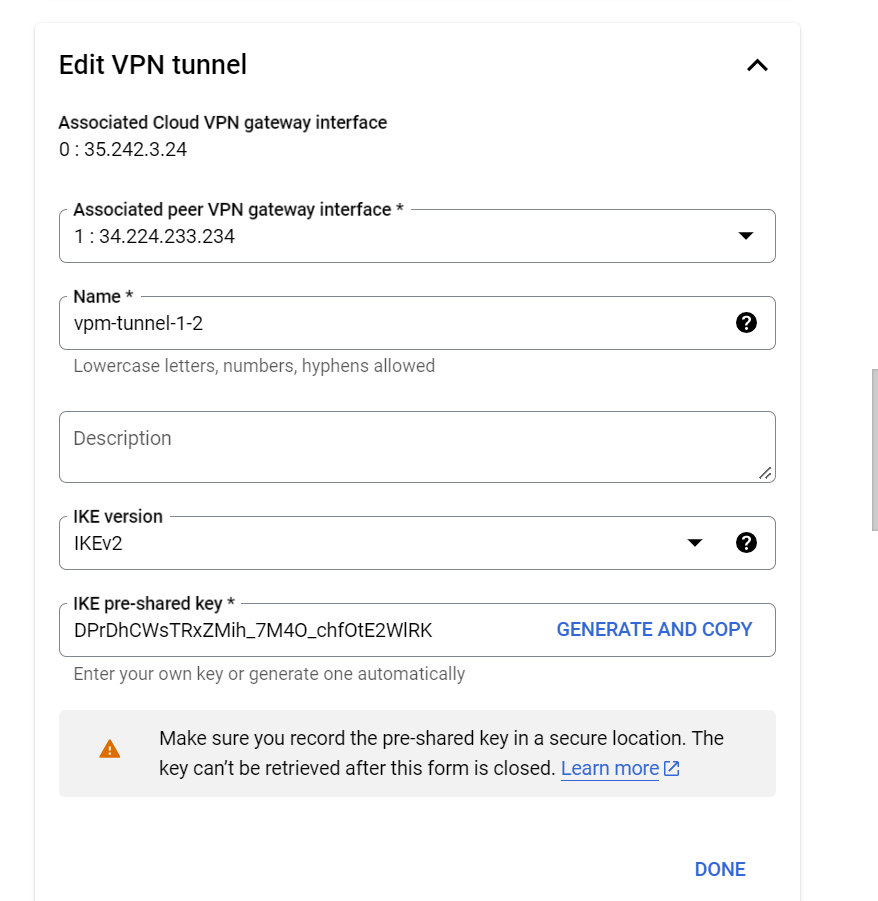 Edit VPN tunnel
Associated Cloud VPN gateway interface
0 : 35.242.3.24
Associated peer VPN gateway interface *
1 : 34.224.233.234
Name *
vpm-tunnel-1-2
Lowercase letters, numbers, hyphens allowed
Description
IKE version
IKEv2
IKE pre-shared key *
DPrDhCWsTRxZMih_7M4O_chfOtE2WlRK
GENERATE AND COPY
Enter your own key or generate one automatically
Make sure you record the pre-shared key in a secure location. The
key can't be retrieved after this form is closed. Learn more
DONE